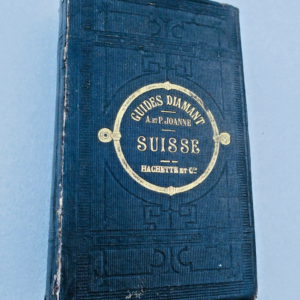 GUIDES DIAMANT
A. ET P. JOANNE
SUISSE
HACHETTE ET Cie